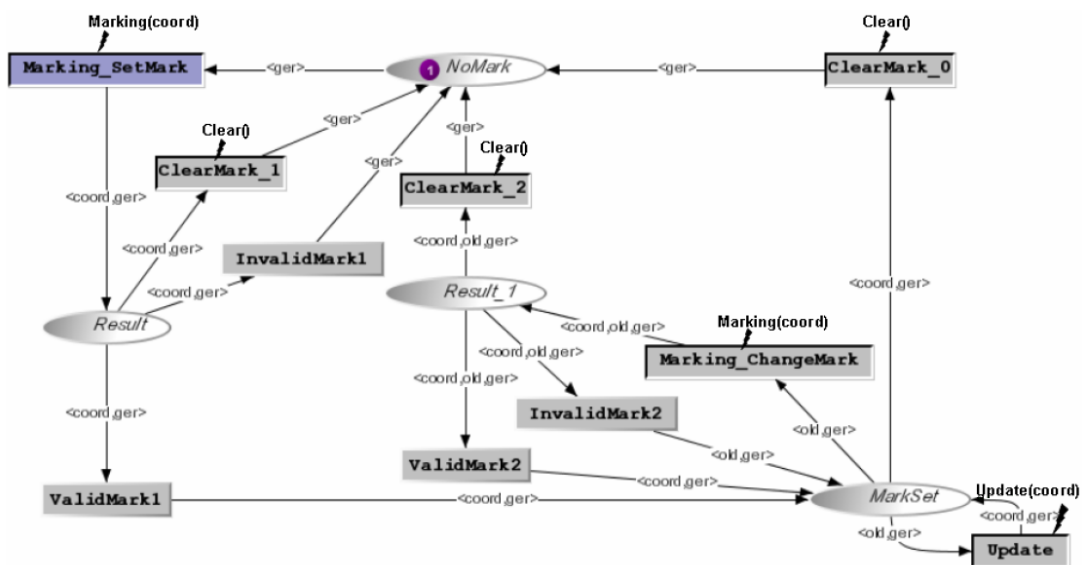 Marking(coord)
Clear()
Marking_SetMark
<ger>
1
NoMark
<ger>
ClearMark_0
<ger>
<ger>
Clear()
Clear()
<ger>
ClearMark_1
ClearMark_2
<coord,ger>
<coord,ger>
<coord,old,ger>
InvalidMark1
<coord,ger>
<coord,ger>
Result_1
Result
<coord,old,ger>
Marking(coord)
<coord,old,ger>
Marking_ChangeMark
<coord,old,ger>
<coord,ger>
InvalidMark2
<old,ger>
<old,ger>
ValidMark2
<coord,ger>
ValidMark1
<coord,ger>
MarkSet
Update(coord)
<coord,ger>
<old,ger>
Update